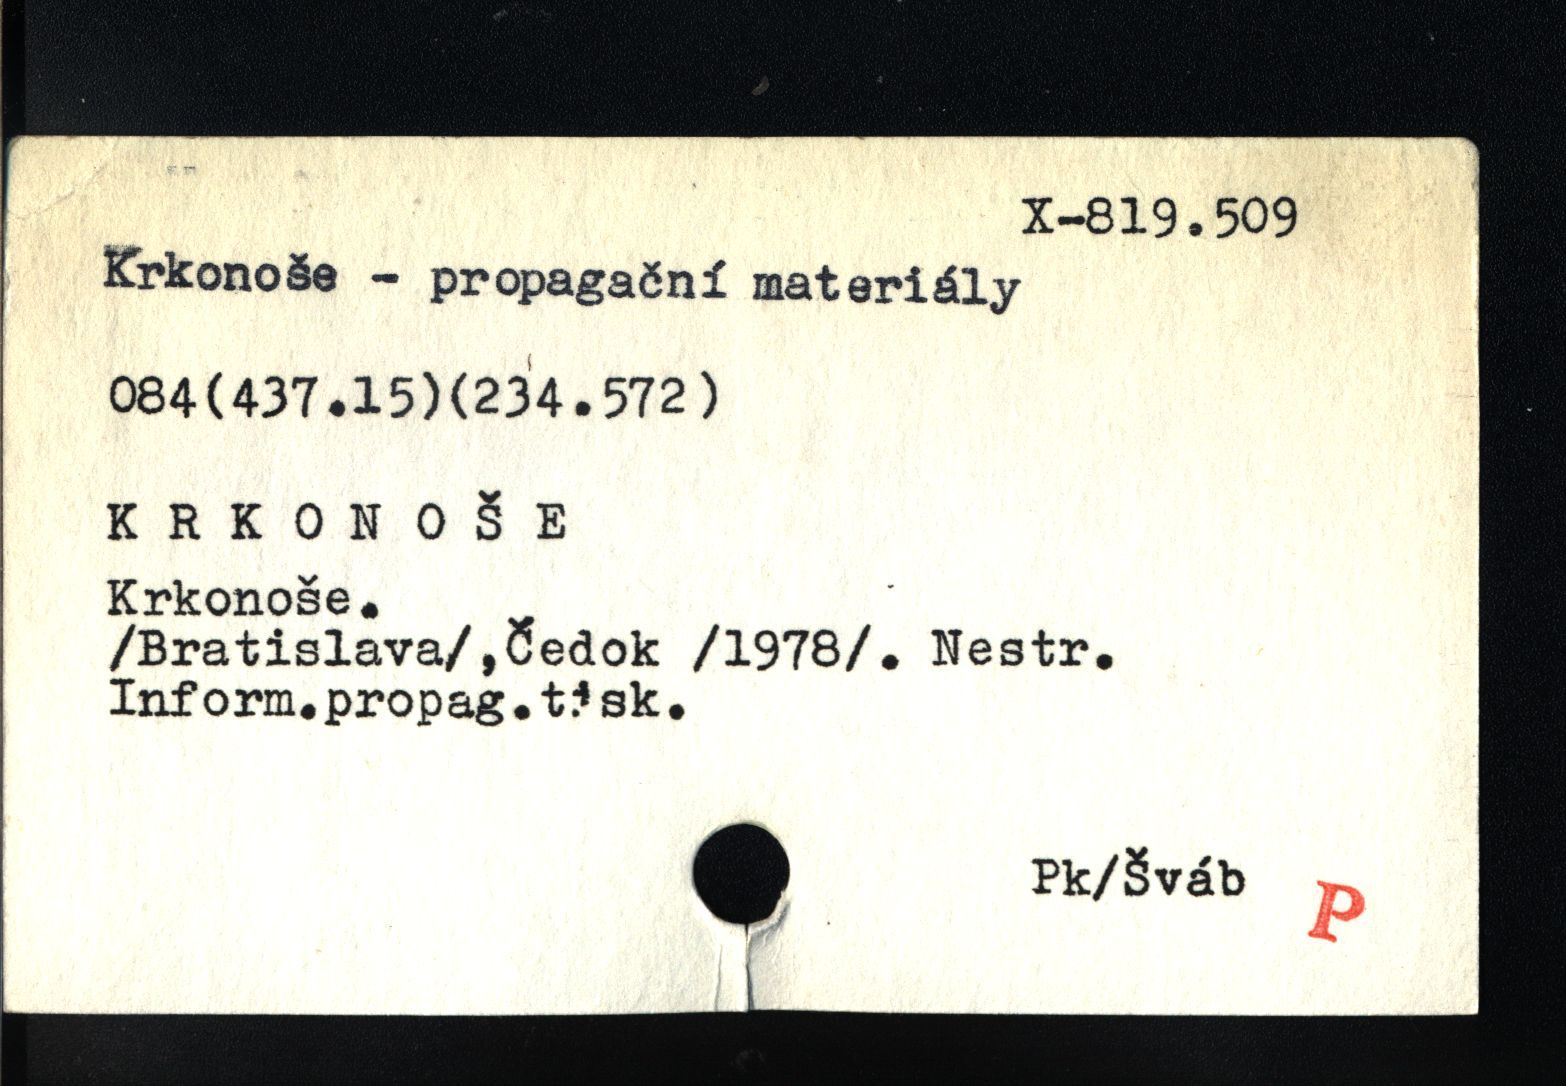 X-819.509
Krkonoše - propagační materiály
084(437.15)(234.572)
K R K O N O Š E
Krkonoše.
/Bratislava/,Čedok /1978/. Nestr.
Inform.propag.tisk.
Pk/Šváb
P